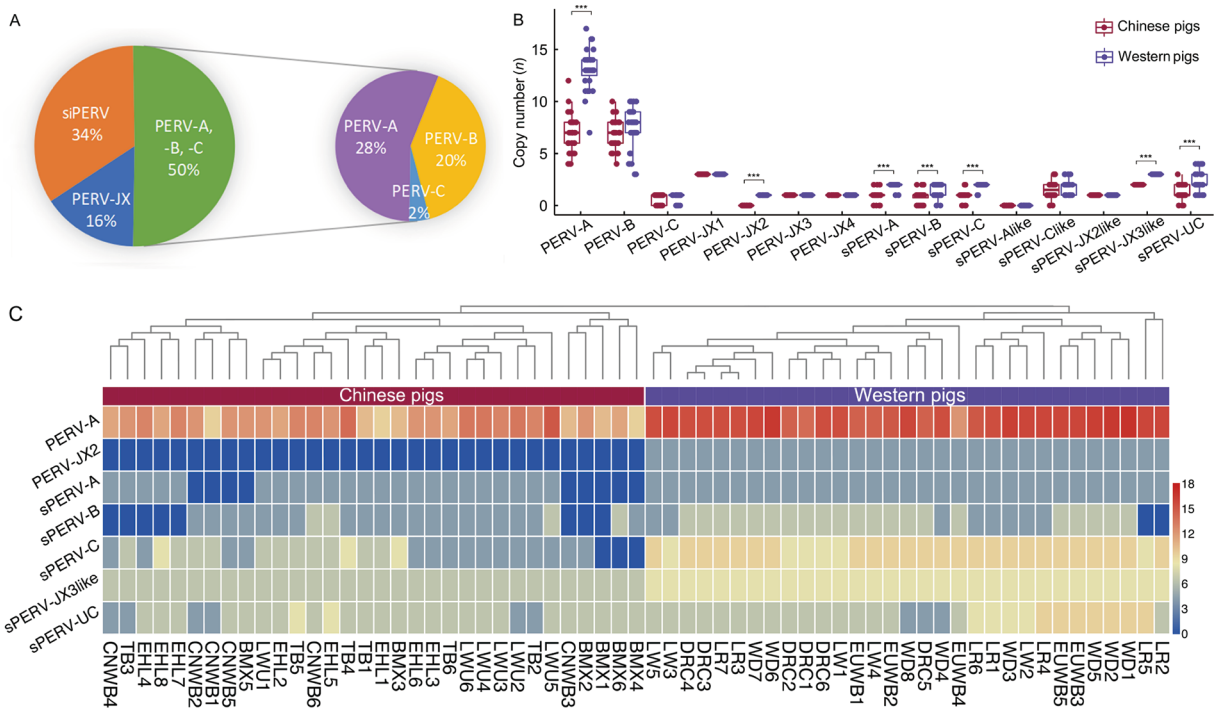 A
siPERV
34%
PERV-A,
-B, -C
50%
PERV-JX
16%
PERV-A
28%
PERV-B
20%
PERV-C
2%
B
Copy number (n)
15
10
5
0
***
***
***
***
***
***
***
Chinese pigs
Western pigs
PERV-A
PERV-B
PERV-C
PERV-JX1
PERV-JX2
PERV-JX3
PERV-JX4
sPERV-A
sPERV-B
sPERV-C
sPERV-Alike
sPERV-Clike
sPERV-JX2like
sPERV-JX3like
sPERV-UC
C
Chinese pigs
Western pigs
PERV-A
PERV-JX2
sPERV-A
sPERV-B
sPERV-C
sPERV-JX3like
sPERV-UC
18
15
12
9
6
3
0
CNWB4
TB3
EHL4
EHL8
EHL7
CNWB2
CNWB1
CNWB5
BMX5
LWU1
EHL2
TB5
CNWB6
EHL5
TB4
TB1
EHL1
BMX3
EHL6
EHL3
TB6
LWU6
LWU4
LWU3
LWU2
TB2
LWU5
CNWB3
BMX2
BMX1
BMX6
BMX4
LW5
LW3
DRC4
DRC3
LR7
LR3
WD7
WD6
DRC2
DRC1
DRC6
LW1
EUWB1
LW4
EUWB2
WD8
DRC5
WD4
EUWB4
LR6
LR1
WD3
LW2
LR4
EUWB5
EUWB3
WD5
WD2
WD1
LR5
LR2